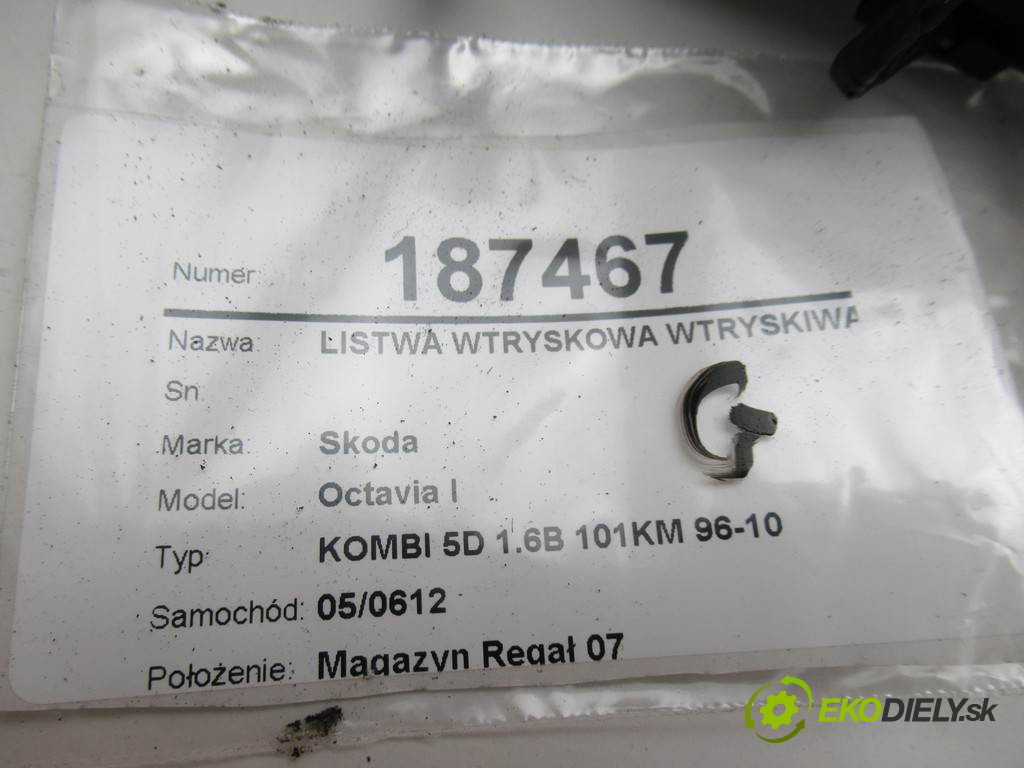 Numer: 187467
Nazwa: LISTWA WTRYSKOWA WTRYSKIWA
Sn
G
Marka: Skoda
Model: Octavia I
Typ: KOMBI 5D 1.6B 101KM 96-10
Samochód: 05/0612
Położenie: Magazyn Regał 07
EKODIELY.sk